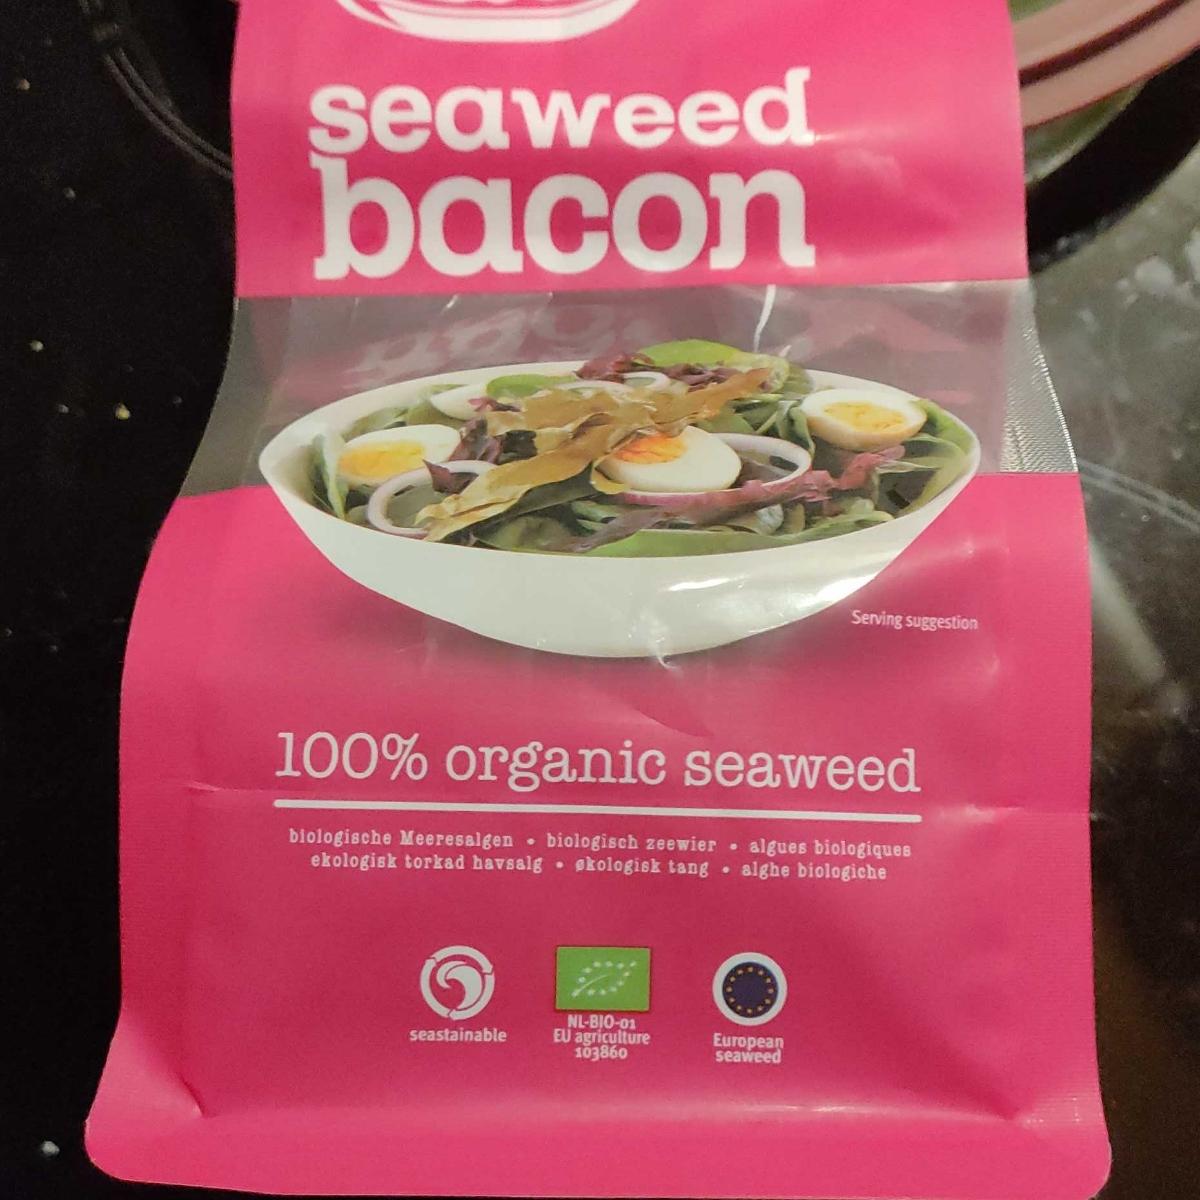 seaweed
bacon
Serving suggestion
100% organic seaweed
biologische Meeresalgen • biologisch zeewier • algues biologiques
ekologisk torkad havsalg • økologisk tang • alghe biologiche
seastainable
NL-BIO-01
EU agriculture
103860
European
seaweed